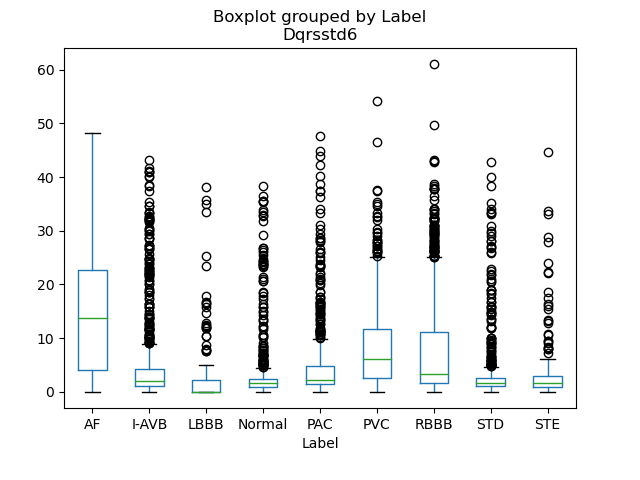 Boxplot grouped by Label
Dqrsstd6
60
50
40
30
20
10
0
AF I-AVB LBBB Normal PAC PVC RBBB STD STE
Label